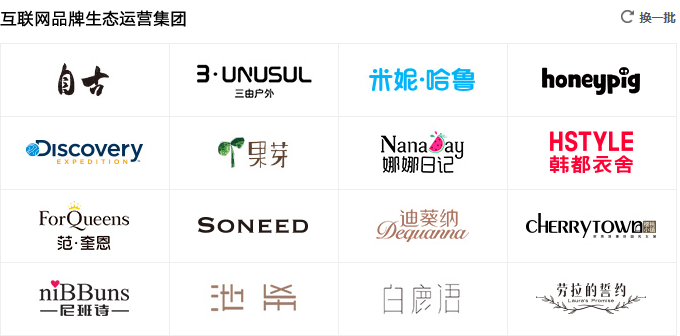 互联网品牌生态运营集团
换一批
自古
3·UNUSUL
三由户外
米妮·哈鲁
honeypig
Discovery
EXPEDITION
果芽
NanaDay
娜娜日记
HSTYLE
韩都衣舍
ForQueens
范·奎恩
SONEED
迪葵纳
Dequanna
CHERRYTOWN
niBBuns
尼班诗
白鹿语
劳拉的誓约
Laura's Promise